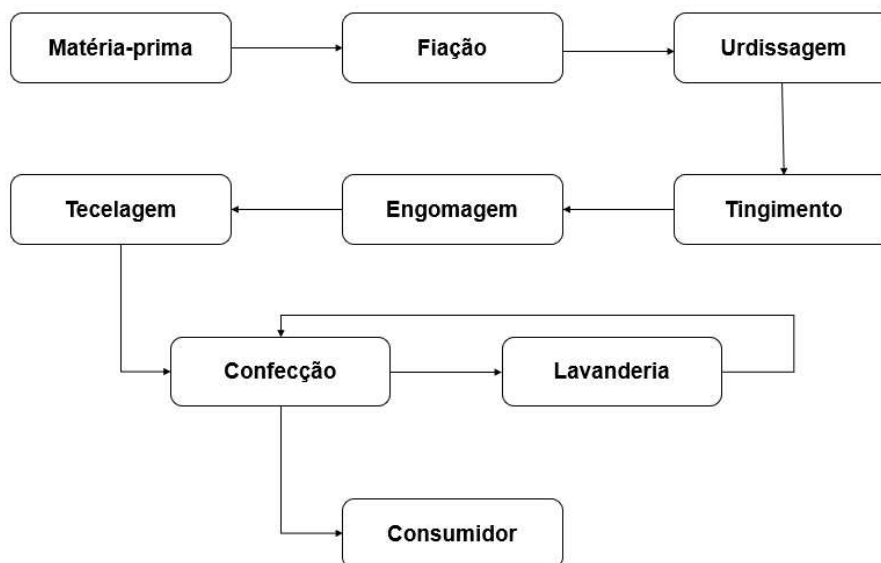 Matéria-prima
Fiação
Urdissagem
Tecelagem
Engomagem
Tingimento
Confecção
Lavanderia
Consumidor